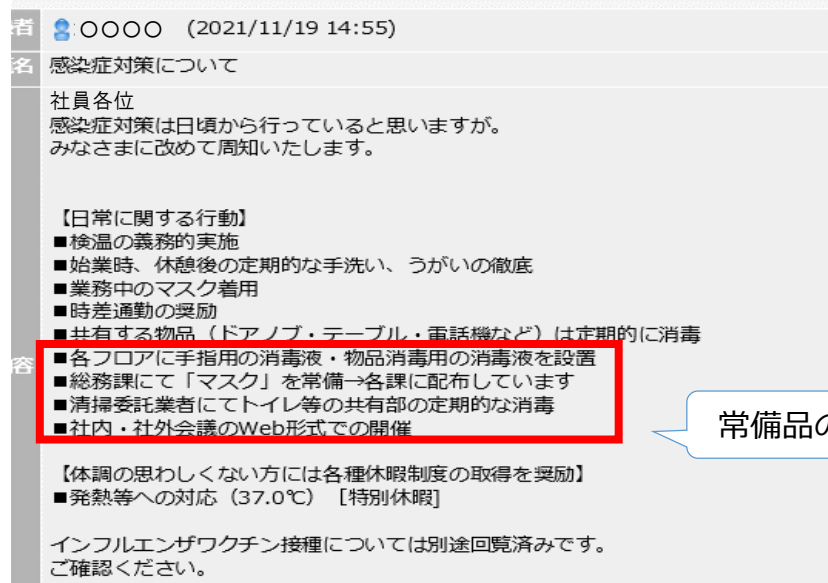 者 〇〇〇〇 (2021/11/19 14:55)
名 感染症対策について
社員各位
感染症対策は日頃から行っていると思いますが。
みなさまに改めて周知いたします。
【日常に関する行動】
■検温の義務的実施
■始業時、休憩後の定期的な手洗い、うがいの徹底
■業務中のマスク着用
■時差通勤の奨励
■共有する物品（ドアノブ・テーブル・電話機など）は定期的に消毒
容
■各フロアに手指用の消毒液・物品消毒用の消毒液を設置
■総務課にて「マスク」を常備→各課に配布しています
■清掃委託業者にてトイレ等の共有部の定期的な消毒
■社内・社外会議のWeb形式での開催
常備品の
【体調の思わしくない方には各種休暇制度の取得を奨励】
■発熱等への対応（37.0℃） [特別休暇]
インフルエンザワクチン接種については別途回覧済みです。
ご確認ください。